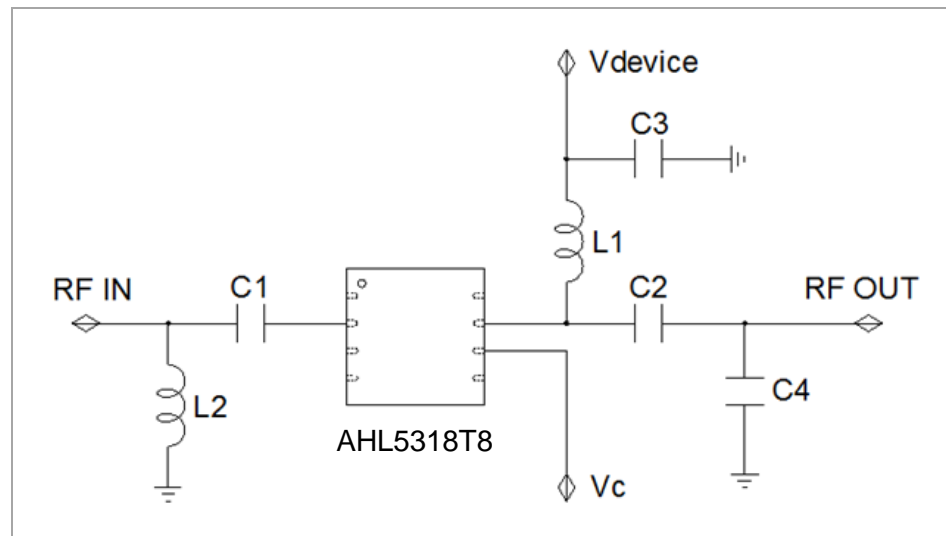 Vdevice
C3
L1
RF IN
C1
C2
RF OUT
L2
C4
AHL5318T8
Vc